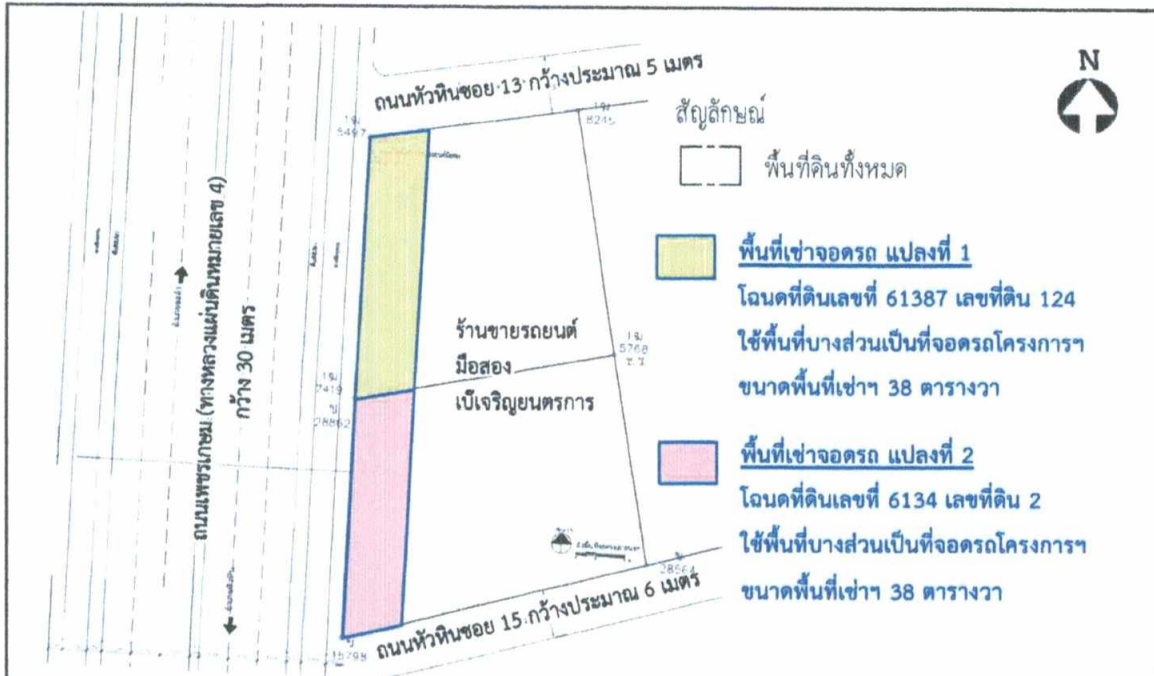 ถนนหัวหินซอย 13 กว้างประมาณ 5 เมตร
N
สัญลักษณ์
พื้นที่ดินทั้งหมด
ถนนเพชรเกษม (ทางหลวงแผ่นดินหมายเลข 4)
กว้าง 30 เมตร
ร้านขายรถยนต์
มือสอง
เบ๊เจริญยนตรการ
พื้นที่เช่าจอดรถ แปลงที่ 1
โฉนดที่ดินเลขที่ 61387 เลขที่ดิน 124
ใช้พื้นที่บางส่วนเป็นที่จอดรถโครงการฯ
ขนาดพื้นที่เช่าฯ 38 ตารางวา
พื้นที่เช่าจอดรถ แปลงที่ 2
โฉนดที่ดินเลขที่ 6134 เลขที่ดิน 2
ใช้พื้นที่บางส่วนเป็นที่จอดรถโครงการฯ
ขนาดพื้นที่เช่าฯ 38 ตารางวา
5768
28862
ถนนหัวหินซอย 15 กว้างประมาณ 6 เมตร